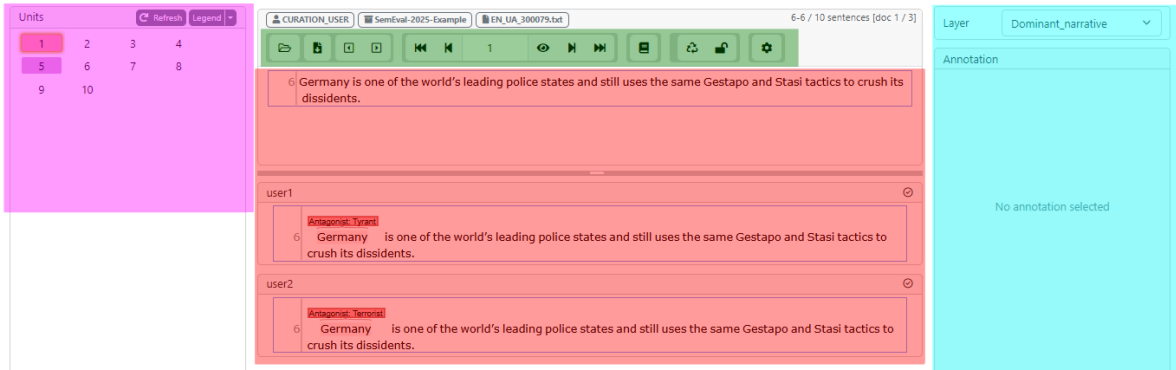 Units Refresh Legend
1 2 3 4
5 6 7 8
9 10
CURATION_USER SemEval-2025-Example EN_UA_300079.txt 6-6 / 10 sentences [doc 1 / 3]
1
6 Germany is one of the world's leading police states and still uses the same Gestapo and Stasi tactics to crush its
dissidents.
user1
Antagonist: Tyrant
6 Germany is one of the world's leading police states and still uses the same Gestapo and Stasi tactics to
crush its dissidents.
user2
Antagonist: Terrorist
6 Germany is one of the world's leading police states and still uses the same Gestapo and Stasi tactics to
crush its dissidents.
Layer Dominant_narrative
Annotation
No annotation selected